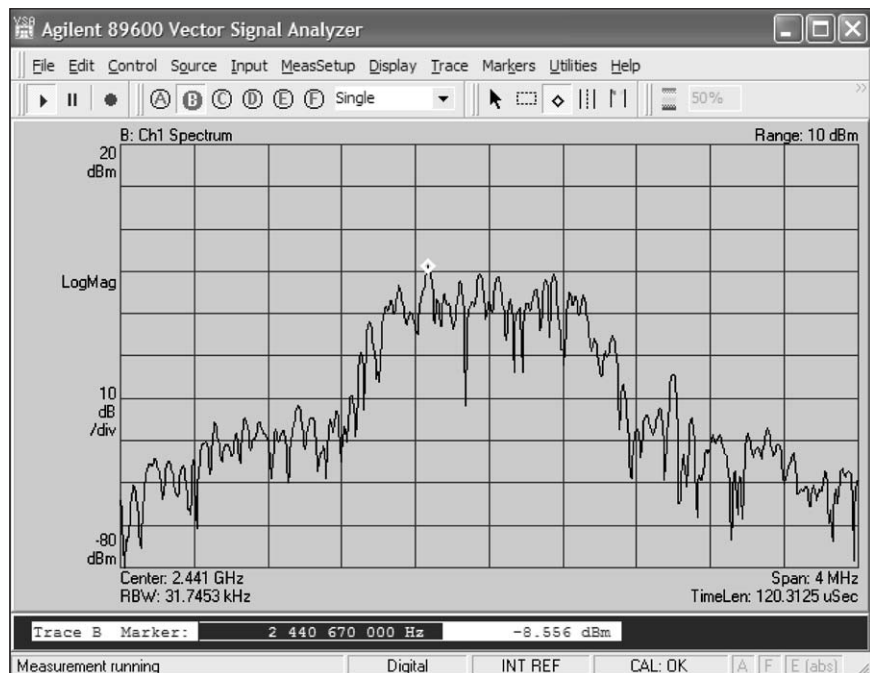 VSA
Agilent 89600 Vector Signal Analyzer
File Edit Control Source Input MeasSetup Display Trace Markers Utilities Help
A B C D E F Single 50%
B: Ch1 Spectrum Range: 10 dBm
20
dBm
LogMag
10
dB
/div
-80
dBm
Center: 2.441 GHz Span: 4 MHz
RBW: 31.7453 kHz TimeLen: 120.3125 uSec
Trace B Marker: 2 440 670 000 Hz -8.556 dBm
Measurement running Digital INT REF CAL: OK A F E (abs)